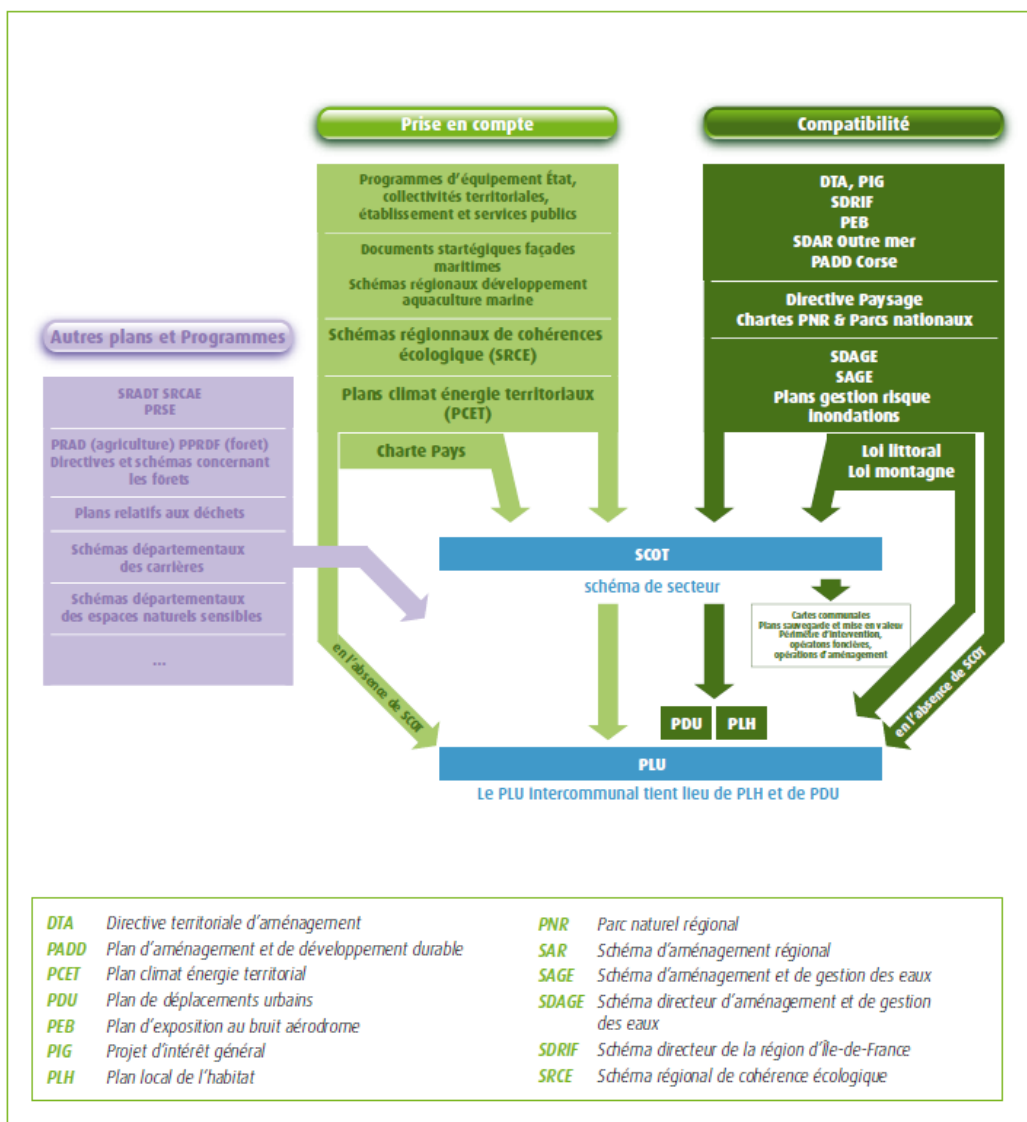 Prise en compte
Programmes d'équipement État,
collectivités territoriales,
établissement et services publics
Documents startégiques façades
maritimes
Schémas régionaux développement
aquaculture marine
Schémas régionnaux de cohérences
écologique (SRCE)
Plans climat énergie territoriaux
(PCET)
Charte Pays
Compatibilité
DTA, PIG
SDRIF
PEB
SDAR Outre mer
PADD Corse
Directive Paysage
Chartes PNR & Parcs nationaux
SDAGE
SAGE
Plans gestion risque
inondations
Loi littoral
Loi montagne
Autres plans et Programmes
SRADT SRCAE
PRSE
PRAD (agriculture) PPRDF (forêt)
Directives et schémas concernant
les forêts
Plans relatifs aux déchets
Schémas départementaux
des carrières
Schémas départementaux
des espaces naturels sensibles
...
SCOT
schéma de secteur
Cartes communales
Plans sauvegarde et mise en valeur
Périmètre d'intervention,
opératons foncières,
opérations d'aménagement
en l'absence de SCOT
en l'absence de SCOT
PDU PLH
PLU
Le PLU intercommunal tient lieu de PLH et de PDU
DTA Directive territoriale d'aménagement
PADD Plan d'aménagement et de développement durable
PCET Plan climat énergie territorial
PDU Plan de déplacements urbains
PEB Plan d'exposition au bruit aérodrome
PIG Projet d'intérêt général
PLH Plan local de l'habitat
PNR Parc naturel régional
SAR Schéma d'aménagement régional
SAGE Schéma d'aménagement et de gestion des eaux
SDAGE Schéma directeur d'aménagement et de gestion
des eaux
SDRIF Schéma directeur de la région d'Île-de-France
SRCE Schéma régional de cohérence écologique